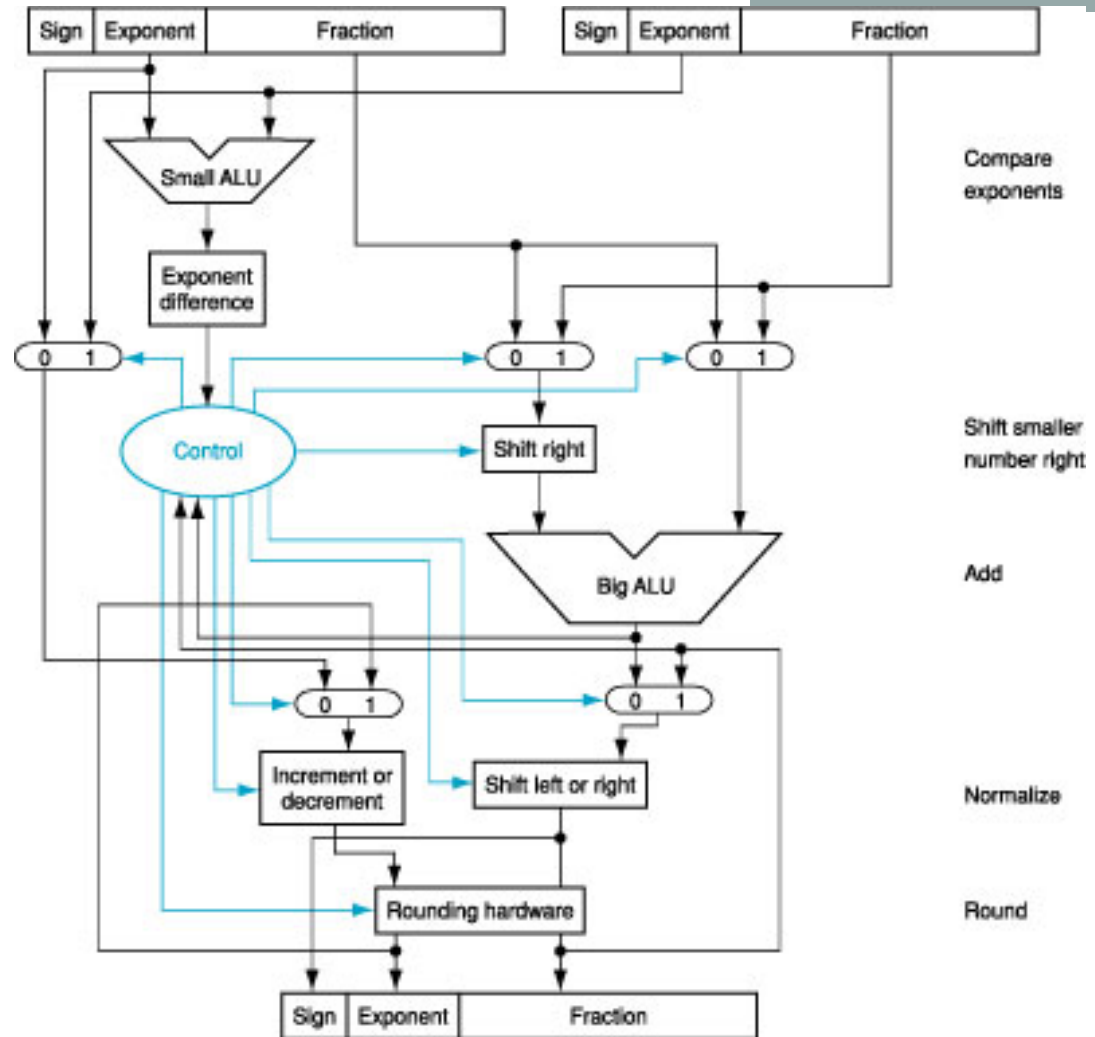 Sign Exponent Fraction
Sign Exponent Fraction
Small ALU
Compare
exponents
Exponent
difference
0 1
0 1
0 1
Control
Shift right
Shift smaller
number right
Big ALU
Add
0 1
0 1
Increment or
decrement
Shift left or right
Normalize
Rounding hardware
Round
Sign Exponent Fraction